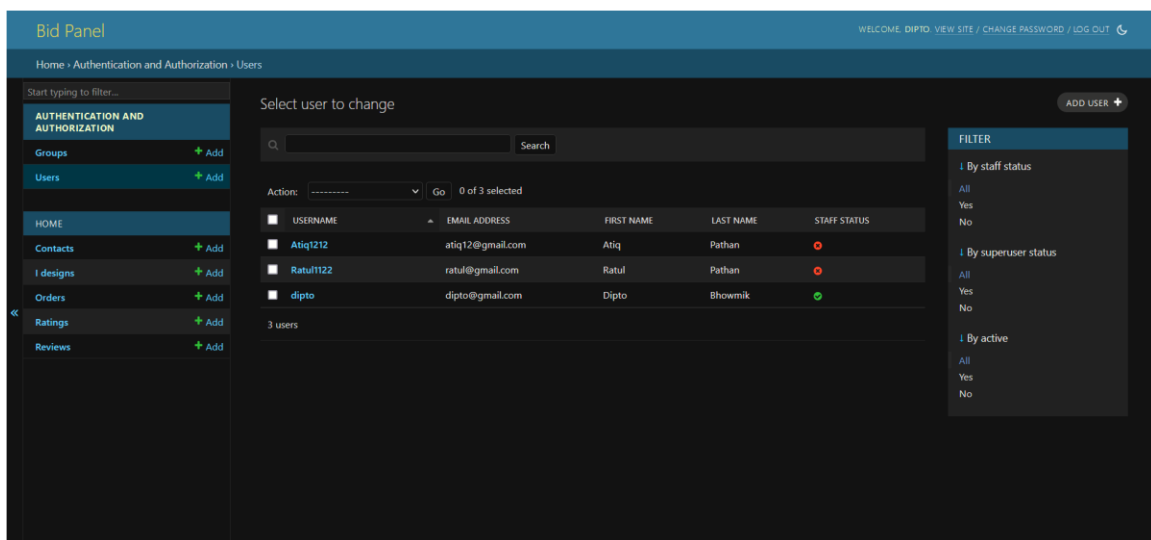 Bid Panel
WELCOME, DIPTO. VIEW SITE / CHANGE PASSWORD / LOG OUT
Home › Authentication and Authorization › Users
Start typing to filter...
AUTHENTICATION AND
AUTHORIZATION
Groups + Add
Users + Add
HOME
Contacts + Add
I designs + Add
Orders + Add
Ratings + Add
Reviews + Add
«
Select user to change
ADD USER +
Search
Action: --------- Go 0 of 3 selected
USERNAME EMAIL ADDRESS FIRST NAME LAST NAME STAFF STATUS
Atiq1212 atiq12@gmail.com Atiq Pathan
Ratul1122 ratul@gmail.com Ratul Pathan
dipto dipto@gmail.com Dipto Bhowmik
3 users
FILTER
↓ By staff status
All
Yes
No
↓ By superuser status
All
Yes
No
↓ By active
All
Yes
No